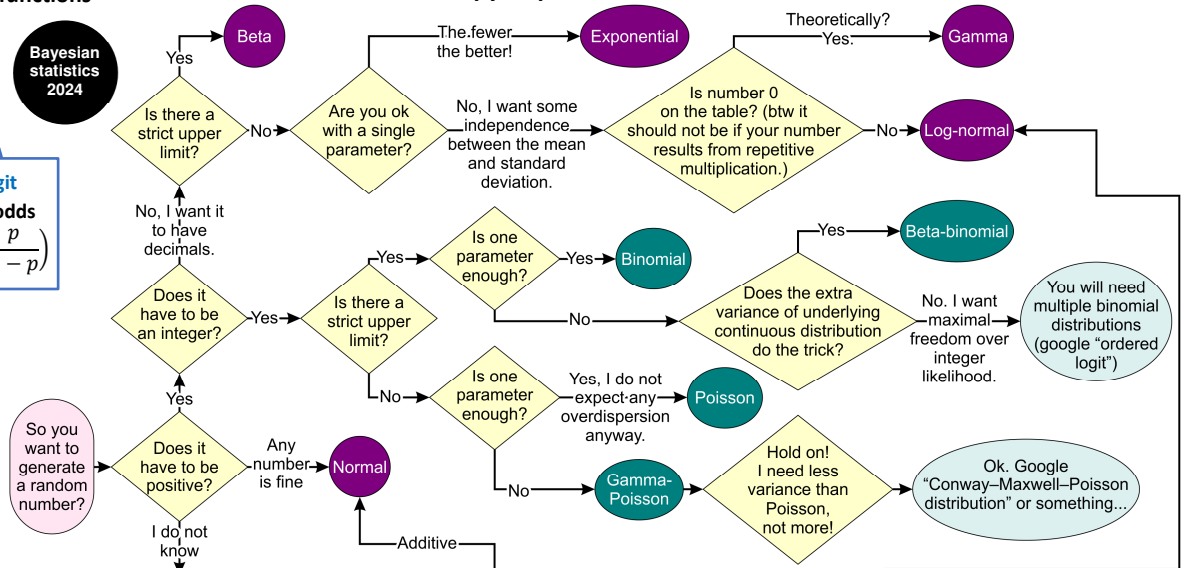 Bayesian
statistics
2024
Yes
Beta
The fewer
the better!
Exponential
Theoretically?
Yes.
Gamma
Is there a
strict upper
limit?
No
Are you ok
with a single
parameter?
No, I want some
independence
between the mean
and standard
deviation.
Is number 0
on the table? (btw it
should not be if your number
results from repetitive
multiplication.)
No
Log-normal
git
odds
p
− p)
No, I want it
to have
decimals.
Does it
have to be
an integer?
Yes
Is there a
strict upper
limit?
Yes
Is one
parameter
enough?
Yes
Binomial
No
Does the extra
variance of underlying
continuous distribution
do the trick?
Yes
Beta-binomial
No. I want
maximal
freedom over
integer
likelihood.
You will need
multiple binomial
distributions
(google “ordered
logit”)
No
Is one
parameter
enough?
Yes, I do not
expect any
overdispersion
anyway.
Poisson
No
Gamma-
Poisson
Hold on!
I need less
variance than
Poisson,
not more!
Ok. Google
“Conway–Maxwell–Poisson
distribution” or something...
Yes
So you
want to
generate
a random
number?
Does it
have to be
positive?
Any
number
is fine
Normal
I do not
know
Additive